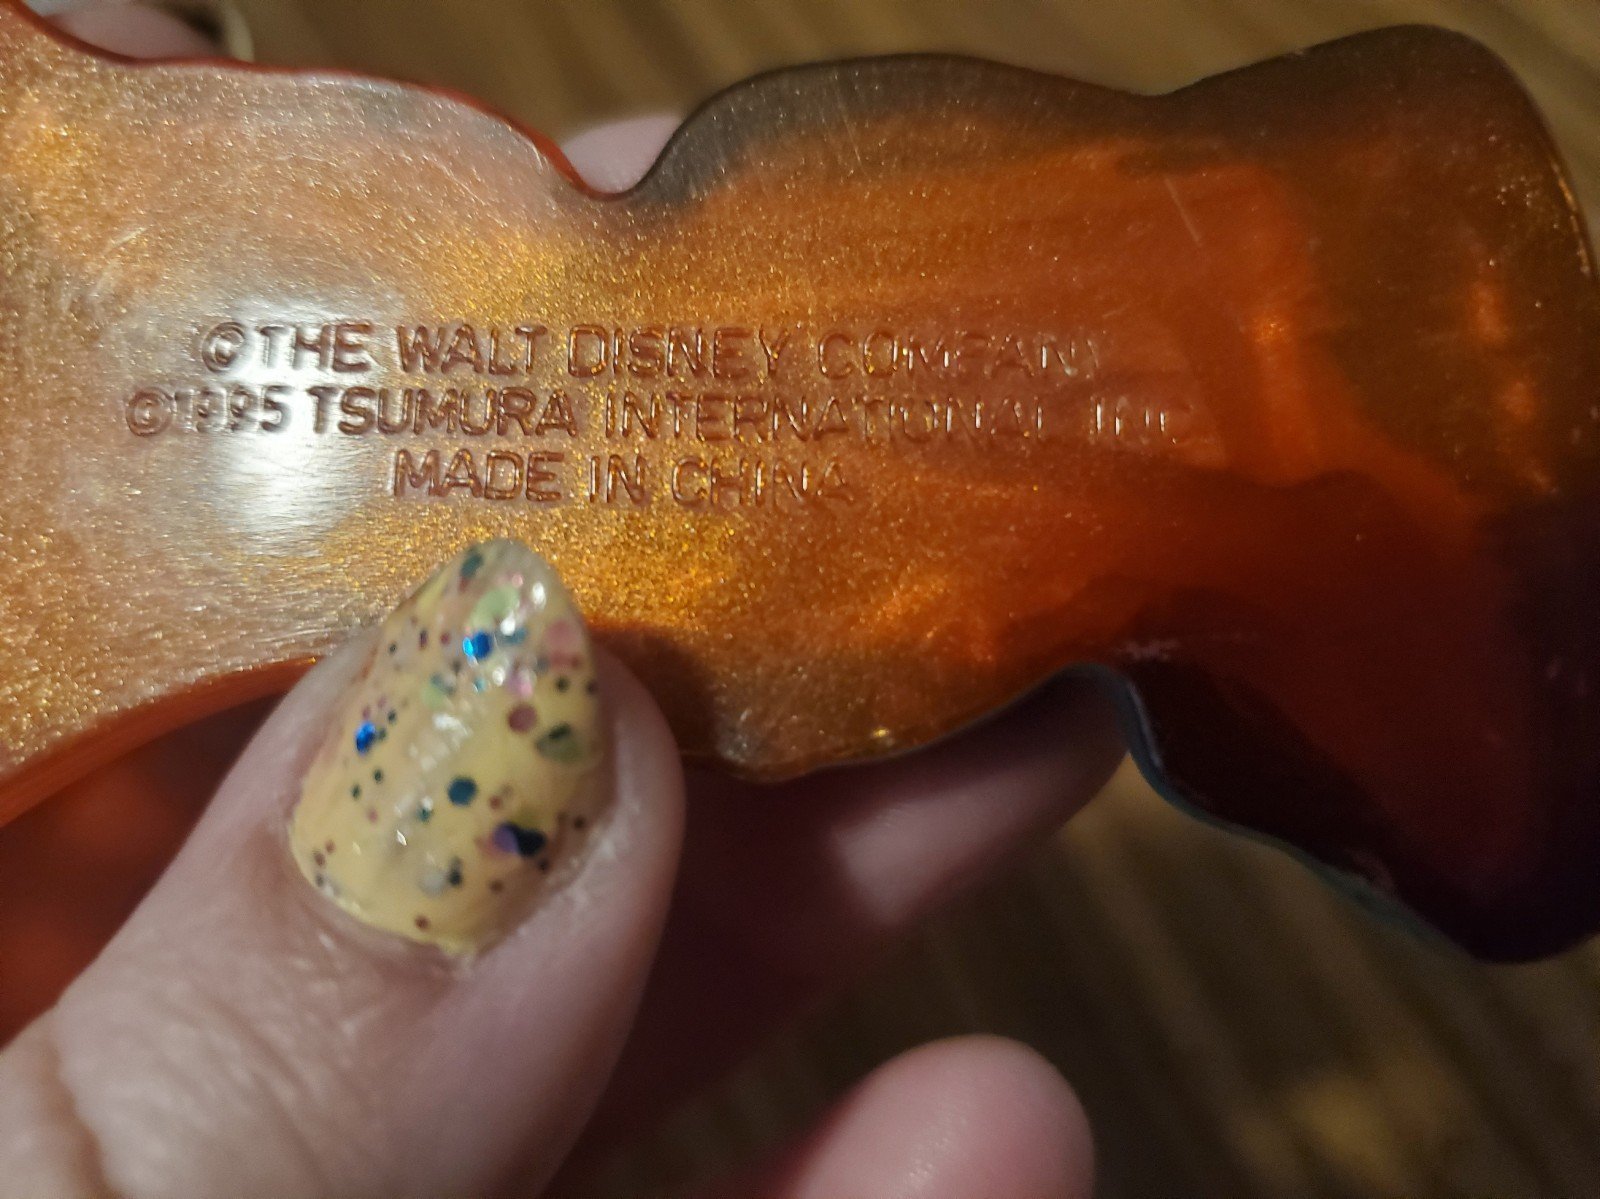 ©THE WALT DISNEY COMPANY
©1995 TSUMURA INTERNATIONAL INC.
MADE IN CHINA